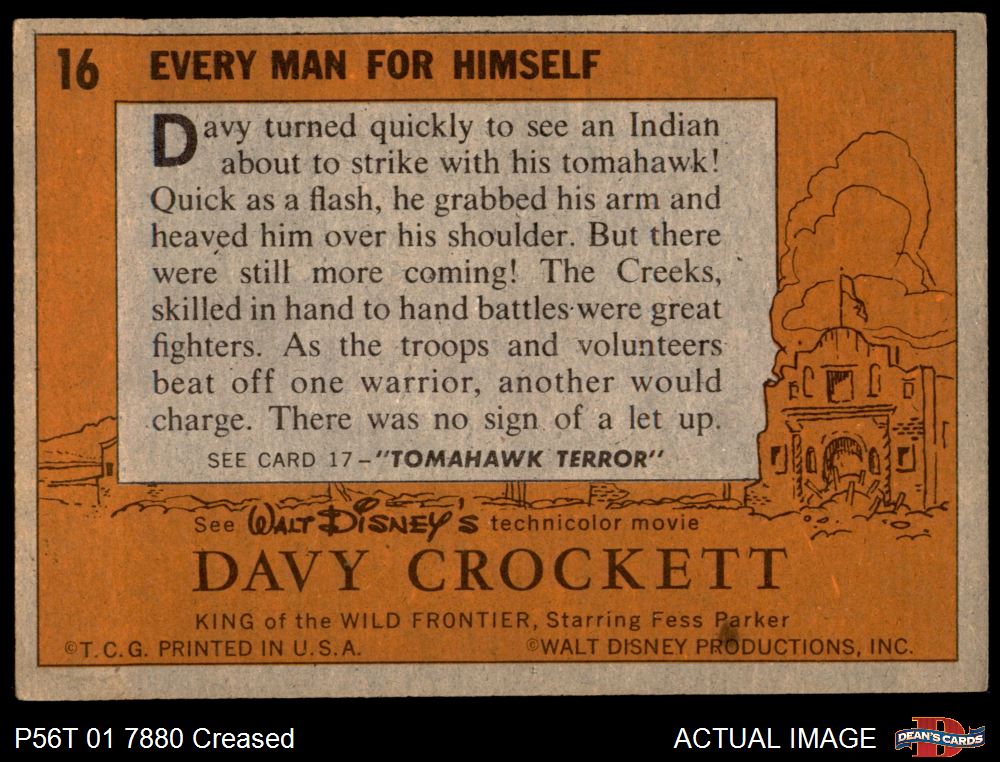 16 EVERY MAN FOR HIMSELF
Davy turned quickly to see an Indian
about to strike with his tomahawk!
Quick as a flash, he grabbed his arm and
heaved him over his shoulder. But there
were still more coming! The Creeks,
skilled in hand to hand battles were great
fighters. As the troops and volunteers
beat off one warrior, another would
charge. There was no sign of a let up.
SEE CARD 17-"TOMAHAWK TERROR"
See WALT DISNEY'S technicolor movie
DAVY CROCKETT
KING of the WILD FRONTIER, Starring Fess Parker
©T.C.G. PRINTED IN U.S.A. ©WALT DISNEY PRODUCTIONS, INC.
P56T 01 7880 Creased ACTUAL IMAGE
D
DEAN'S CARDS